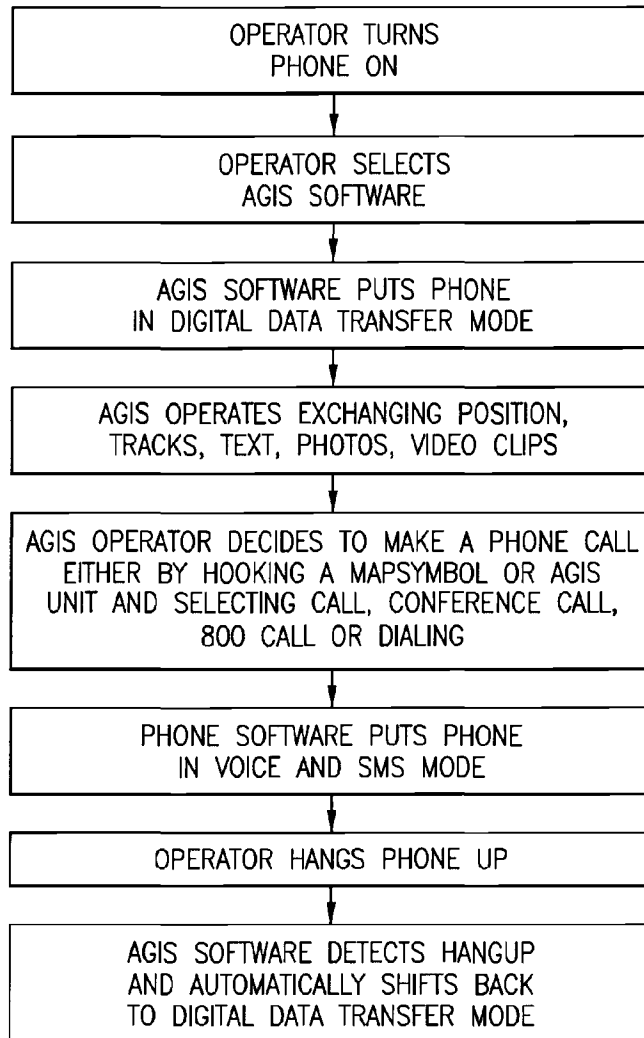 OPERATOR TURNS
PHONE ON
OPERATOR SELECTS
AGIS SOFTWARE
AGIS SOFTWARE PUTS PHONE
IN DIGITAL DATA TRANSFER MODE
AGIS OPERATES EXCHANGING POSITION,
TRACKS, TEXT, PHOTOS, VIDEO CLIPS
AGIS OPERATOR DECIDES TO MAKE A PHONE CALL
EITHER BY HOOKING A MAPSYMBOL OR AGIS
UNIT AND SELECTING CALL, CONFERENCE CALL,
800 CALL OR DIALING
PHONE SOFTWARE PUTS PHONE
IN VOICE AND SMS MODE
OPERATOR HANGS PHONE UP
AGIS SOFTWARE DETECTS HANGUP
AND AUTOMATICALLY SHIFTS BACK
TO DIGITAL DATA TRANSFER MODE